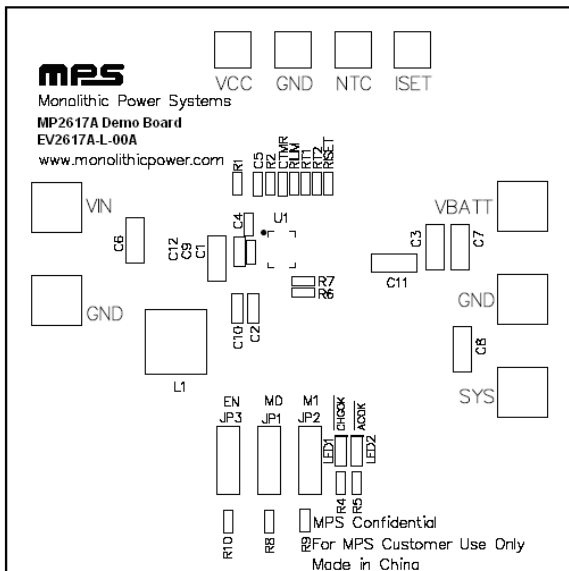 MPS
Monolithic Power Systems
MP2617A Demo Board
EV2617A-L-00A
www.monolithicpower.com
VCC GND NTC ISET
R1 C5 R2 CTMR RILM RT1 RT2 RISET
VIN
VBATT
C6 C12 C9 C1 C4 U1
C3 C7
C11
R7
R6
GND
GND
C10 C2
C8
L1
SYS
EN MD M1
JP3 JP1 JP2
CHGOK ACOK
LED1 LED2
R4 R5
R10 R8 R9
MPS Confidential
For MPS Customer Use Only
Made in China